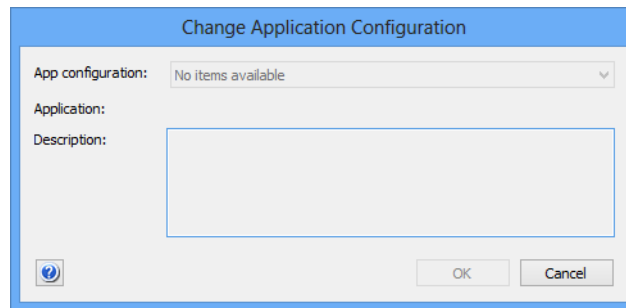 Change Application Configuration
App configuration: No items available
Application:
Description:
?
OK Cancel